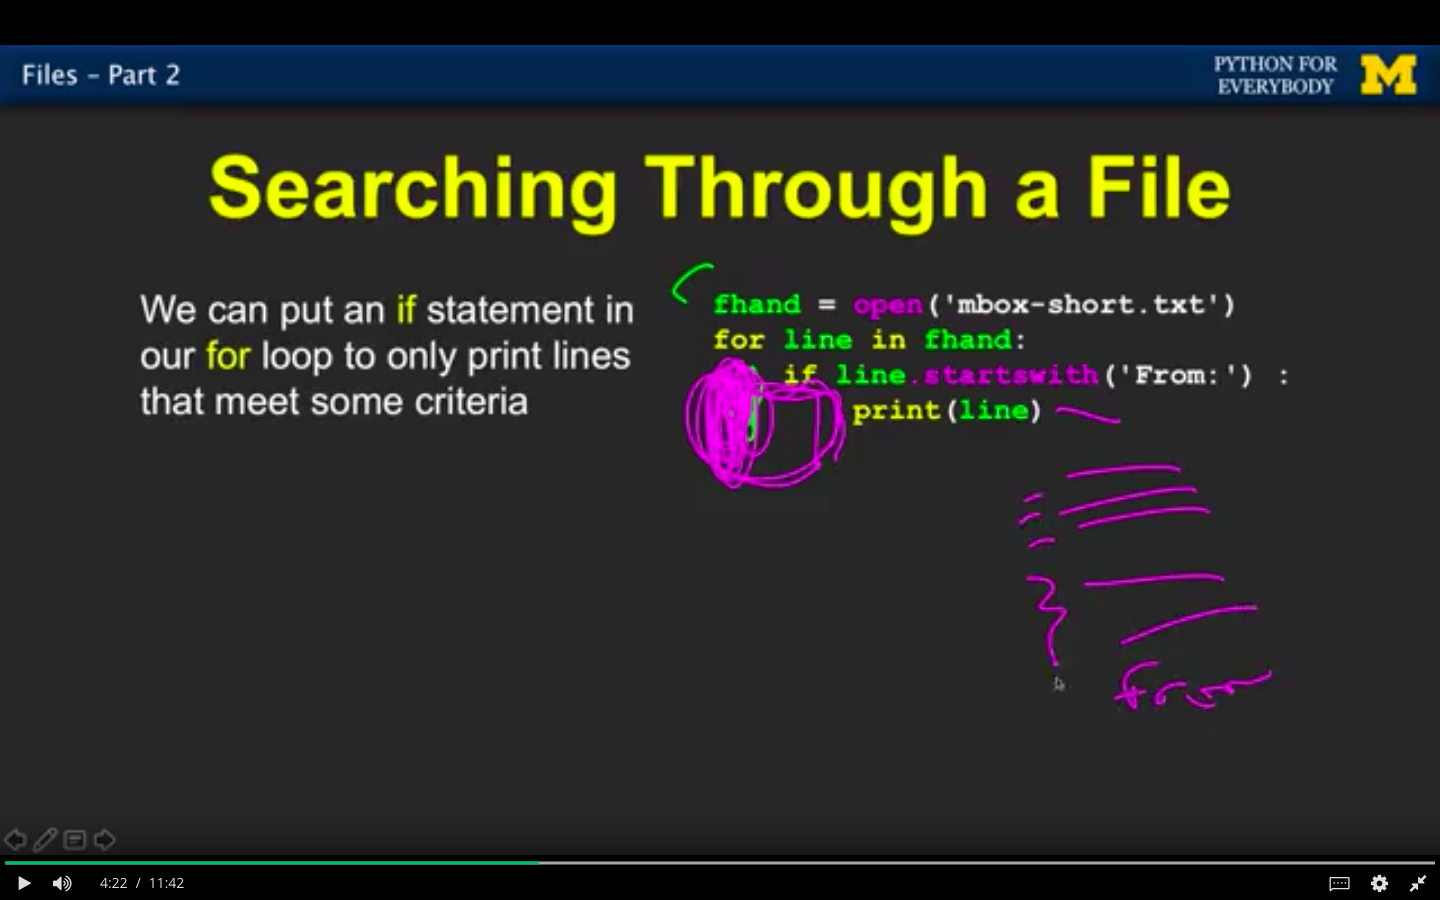 Files – Part 2
PYTHON FOR
EVERYBODY
M
Searching Through a File
We can put an if statement in
our for loop to only print lines
that meet some criteria
fhand = open('mbox-short.txt')
for line in fhand:
if line.startswith('From:') :
print(line)
From
4:22 / 11:42